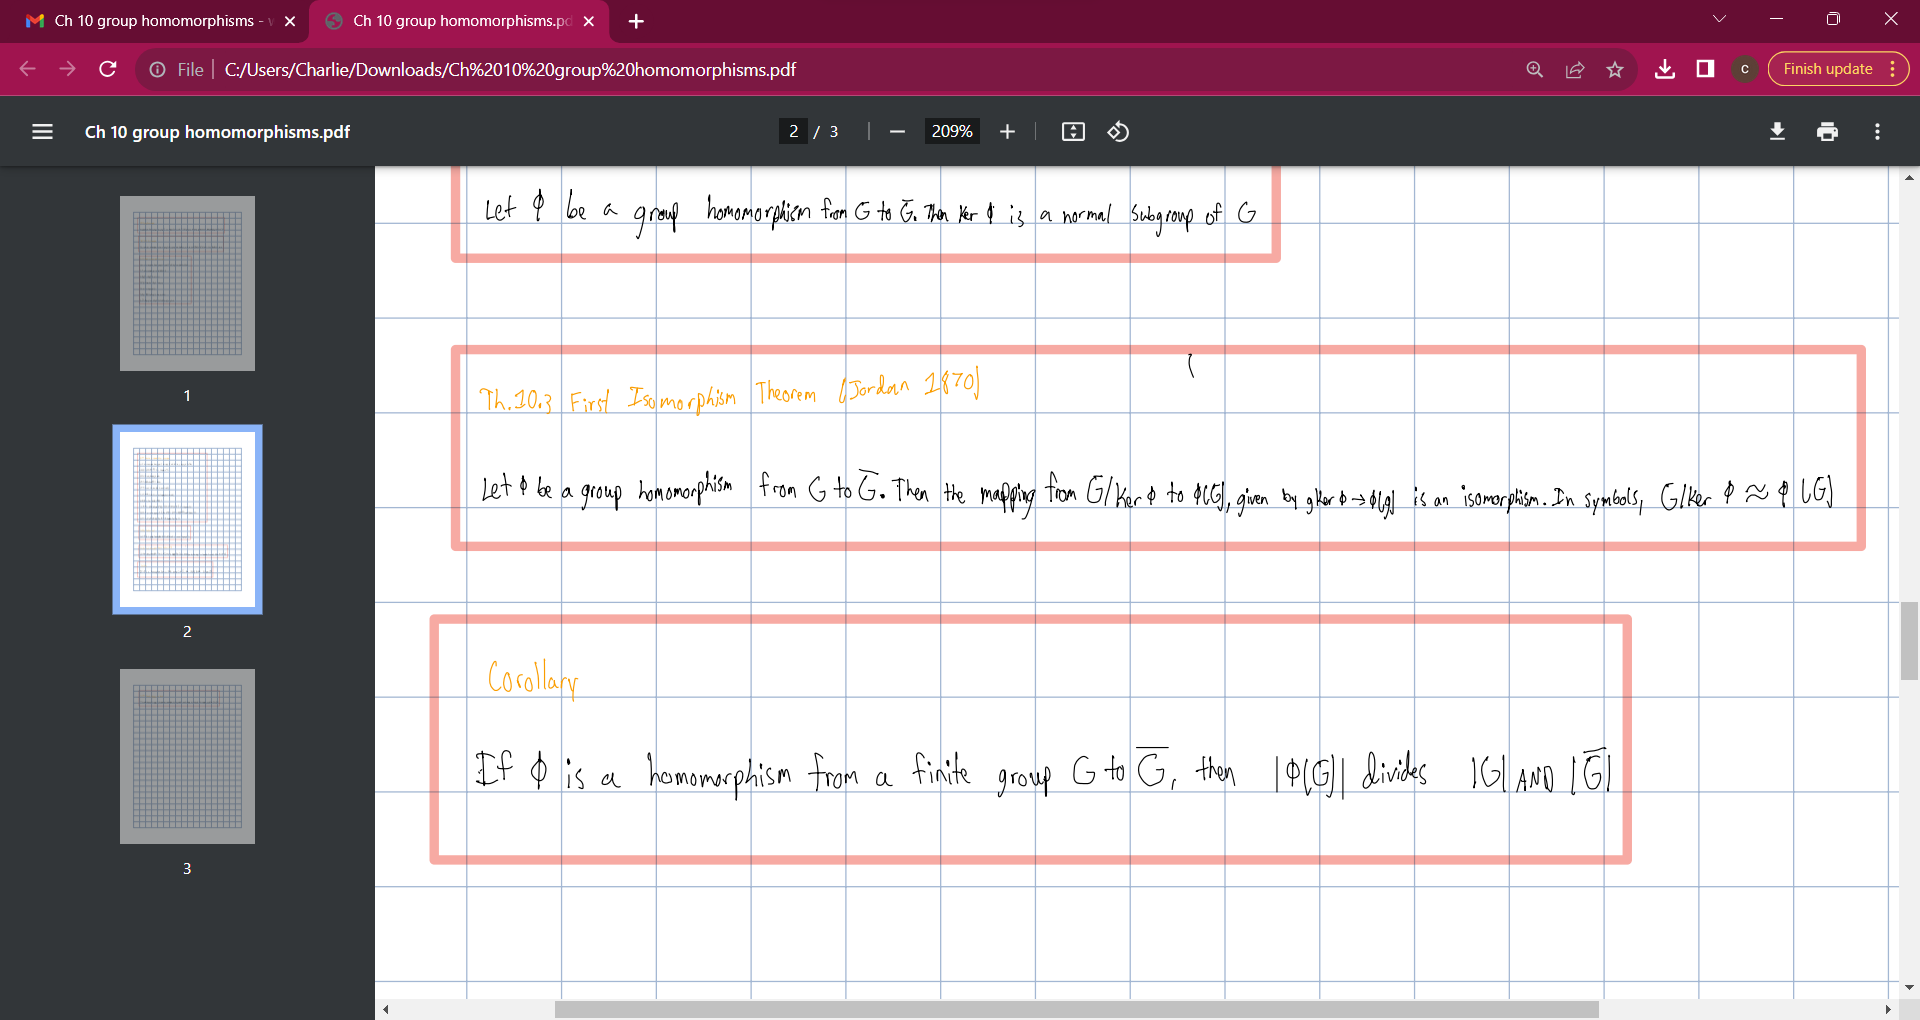 Ch 10 group homomorphisms -
Ch 10 group homomorphisms.pd
File
C:/Users/Charlie/Downloads/Ch%2010%20group%20homomorphisms.pdf
C
Finish update
Ch 10 group homomorphisms.pdf
2 / 3
209%
1
2
3
Let ϕ be a group homomorphism from G to G̅. Then Ker ϕ is a normal subgroup of G
Th.10.3 First Isomorphism Theorem (Jordan 1870)
Let ϕ be a group homomorphism from G to G̅. Then the mapping from G/Ker ϕ to ϕ(G), given by gKer ϕ → ϕ(g) is an isomorphism. In symbols, G/Ker ϕ ≈ ϕ(G)
Corollary
If ϕ is a homomorphism from a finite group G to G̅, then |ϕ(G)| divides |G| AND |G̅|